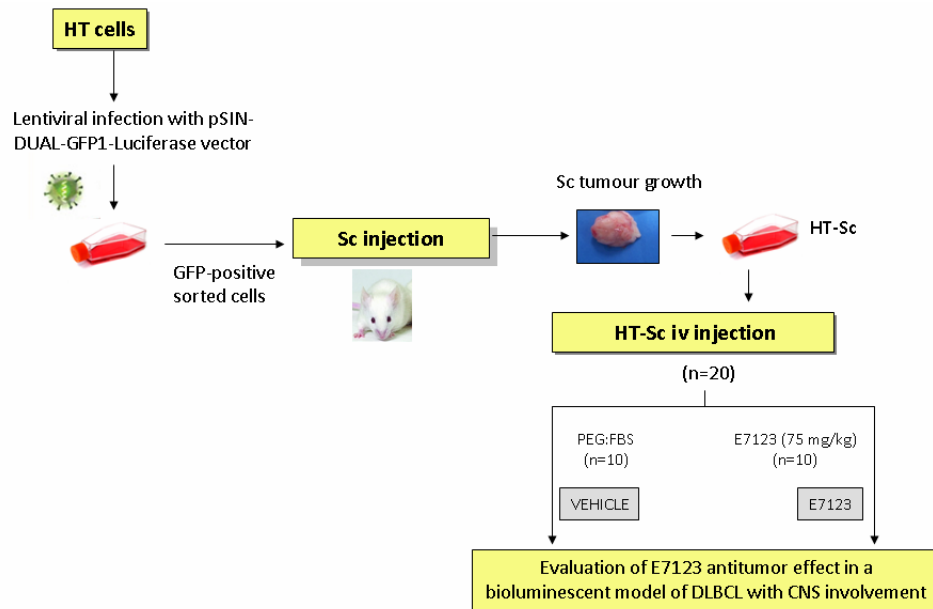 HT cells
Lentiviral infection with pSIN-
DUAL-GFP1-Luciferase vector
GFP-positive
sorted cells
Sc injection
Sc tumour growth
HT-Sc
HT-Sc iv injection
(n=20)
PEG:FBS
(n=10)
VEHICLE
E7123 (75 mg/kg)
(n=10)
E7123
Evaluation of E7123 antitumor effect in a
bioluminescent model of DLBCL with CNS involvement